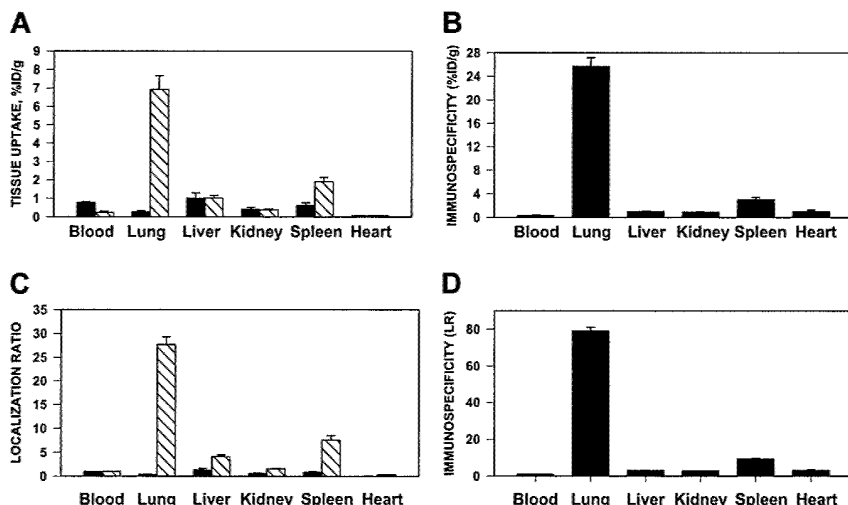 A
TISSUE UPTAKE, %ID/g
9
8
7
6
5
4
3
2
1
0
Blood Lung Liver Kidney Spleen Heart
B
IMMUNOSPECIFICITY (%ID/g)
28
24
20
16
12
8
4
0
Blood Lung Liver Kidney Spleen Heart
C
LOCALIZATION RATIO
35
30
25
20
15
10
5
0
Blood Lung Liver Kidney Spleen Heart
D
IMMUNOSPECIFICITY (LR)
80
60
40
20
0
Blood Lung Liver Kidney Spleen Heart